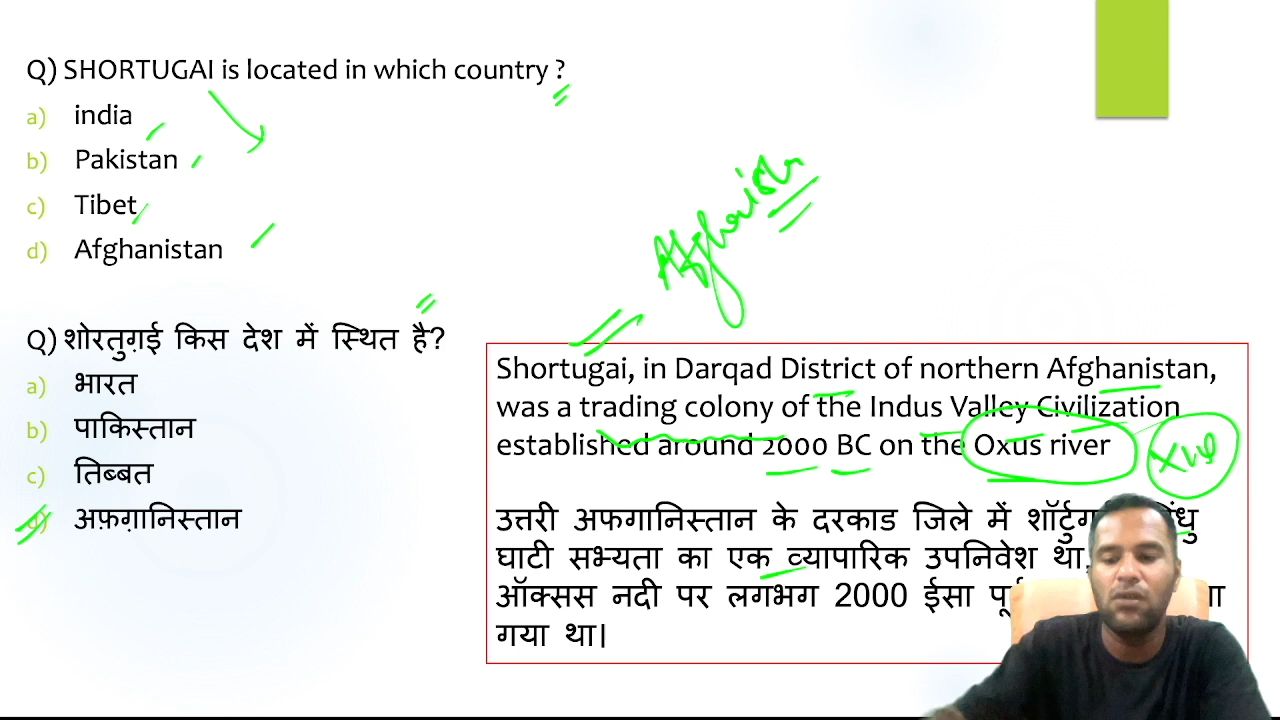 Q) SHORTUGAI is located in which country ?
a) india
b) Pakistan
c) Tibet
d) Afghanistan
Q) शोरतुग़ई किस देश में स्थित है?
a) भारत
b) पाकिस्तान
c) तिब्बत
d) अफ़ग़ानिस्तान
Afghanistan
Shortugai, in Darqad District of northern Afghanistan,
was a trading colony of the Indus Valley Civilization
established around 2000 BC on the Oxus river
उत्तरी अफगानिस्तान के दरकाड जिले में
घाटी सभ्यता का एक व्यापारिक उपनिवेश था,
ऑक्सस नदी पर लगभग 2000 ईसा
गया था।